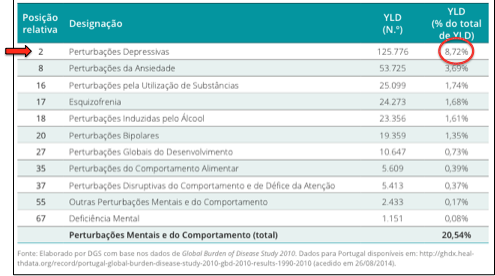 Posição relativa Designação YLD (N.º) YLD (% do total de YLD)
2 Perturbações Depressivas 125.776 8,72%
8 Perturbações da Ansiedade 53.725 3,69%
16 Perturbações pela Utilização de Substâncias 25.099 1,74%
17 Esquizofrenia 24.273 1,68%
18 Perturbações Induzidas pelo Álcool 23.356 1,61%
20 Perturbações Bipolares 19.359 1,35%
27 Perturbações Globais do Desenvolvimento 10.647 0,73%
35 Perturbações do Comportamento Alimentar 5.609 0,39%
37 Perturbações Disruptivas do Comportamento e de Défice da Atenção 5.413 0,37%
55 Outras Perturbações Mentais e do Comportamento 2.433 0,17%
67 Deficiência Mental 1.151 0,08%
Perturbações Mentais e do Comportamento (total) 20,54%
Fonte: Elaborado por DGS com base nos dados de Global Burden of Disease Study 2010. Dados para Portugal disponíveis em: http://ghdx.heal-
thdata.org/record/portugal-global-burden-disease-study-2010-gbd-2010-results-1990-2010 (acedido em 26/08/2014).